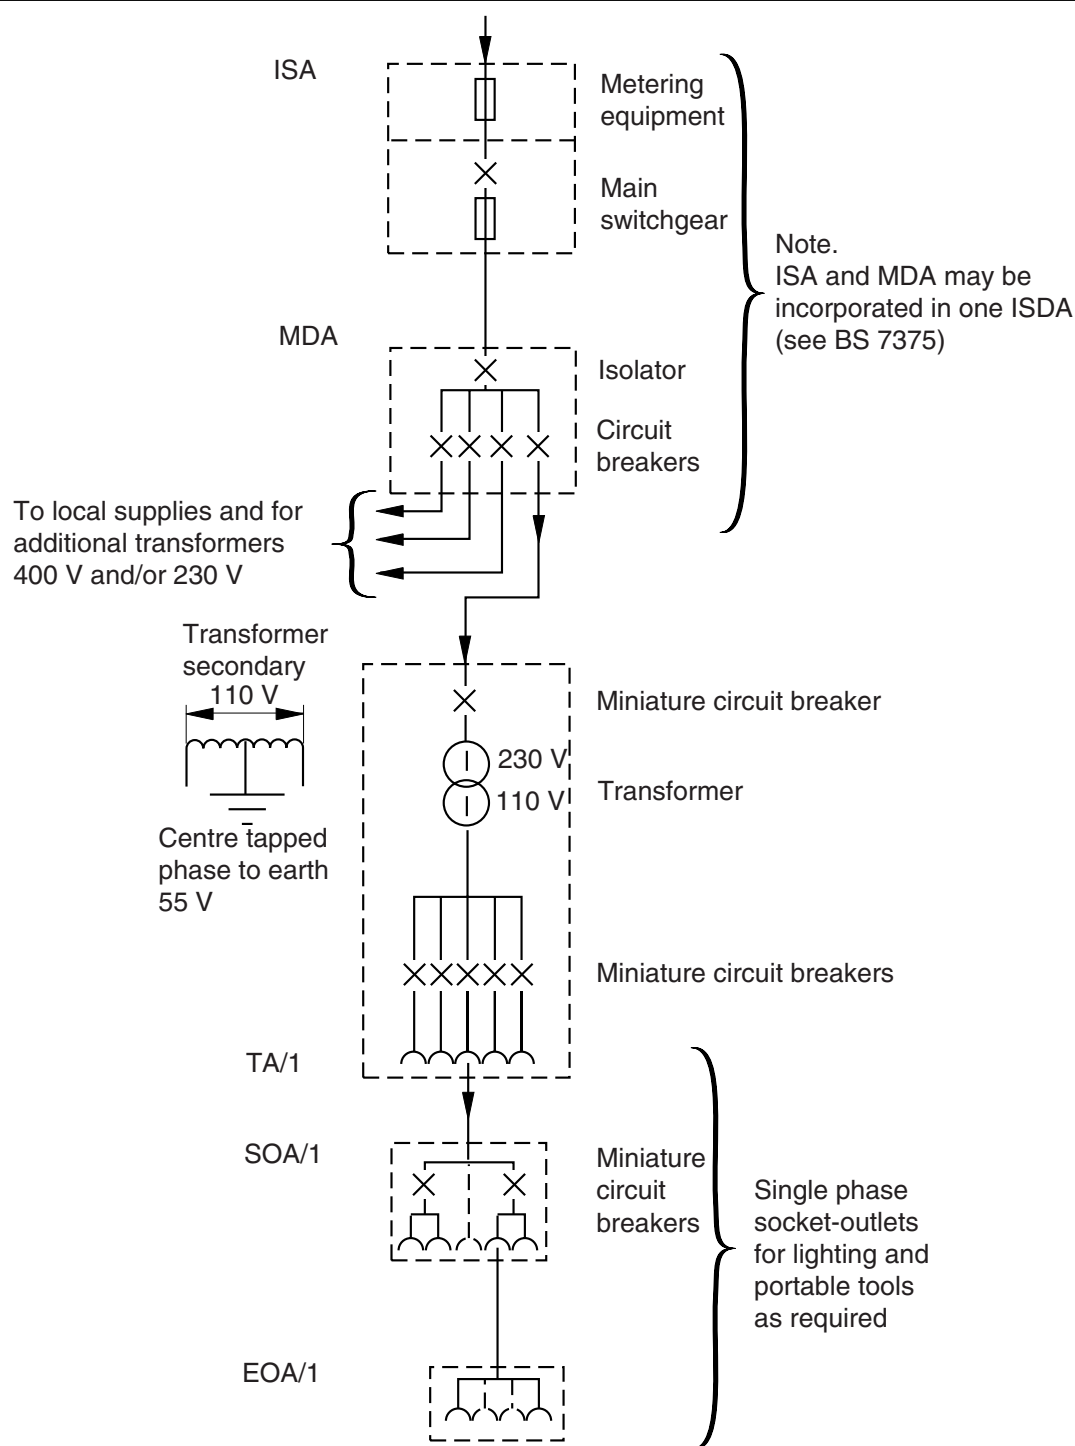 ISA
Metering
equipment
Main
switchgear
Note.
ISA and MDA may be
incorporated in one ISDA
(see BS 7375)
MDA
Isolator
Circuit
breakers
To local supplies and for
additional transformers
400 V and/or 230 V
Transformer
secondary
110 V
Miniature circuit breaker
230 V
Transformer
110 V
Centre tapped
phase to earth
55 V
Miniature circuit breakers
TA/1
SOA/1
Miniature
circuit
breakers
Single phase
socket-outlets
for lighting and
portable tools
as required
EOA/1